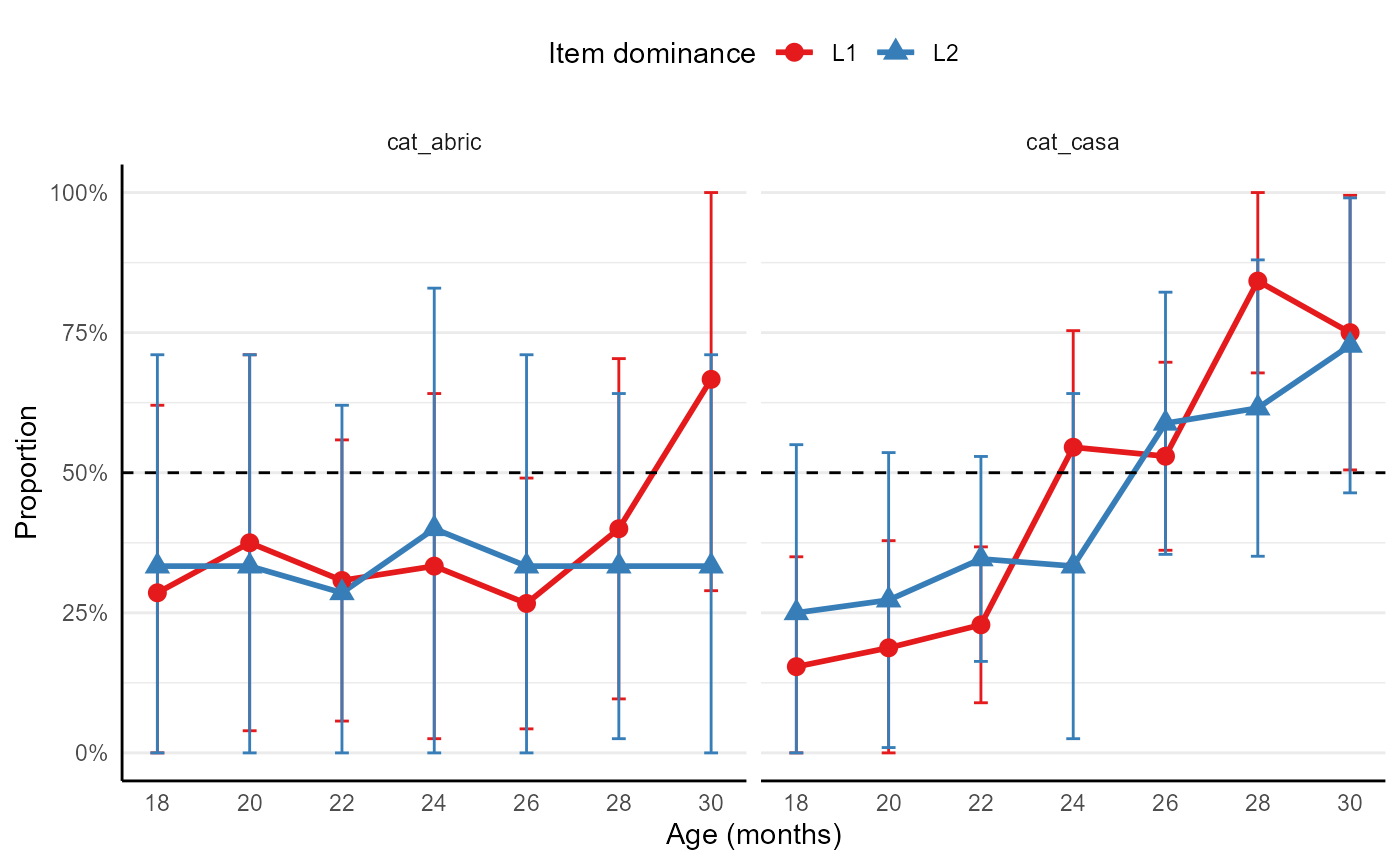 Item dominance L1 L2
cat_abric cat_casa
100%
75%
50%
25%
0%
Proportion
18 20 22 24 26 28 30 18 20 22 24 26 28 30
Age (months)